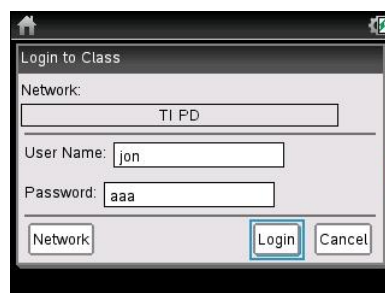 Login to Class
Network:
TI PD
User Name: jon
Password: aaa
Network Login Cancel